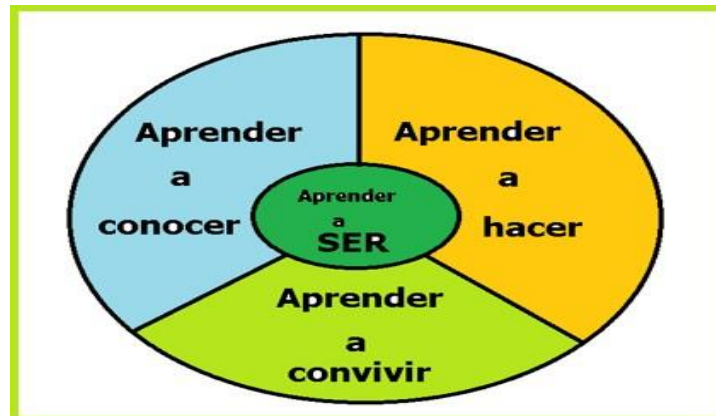 Aprender
a
conocer
Aprender
a
hacer
Aprender
a
SER
Aprender
a
convivir